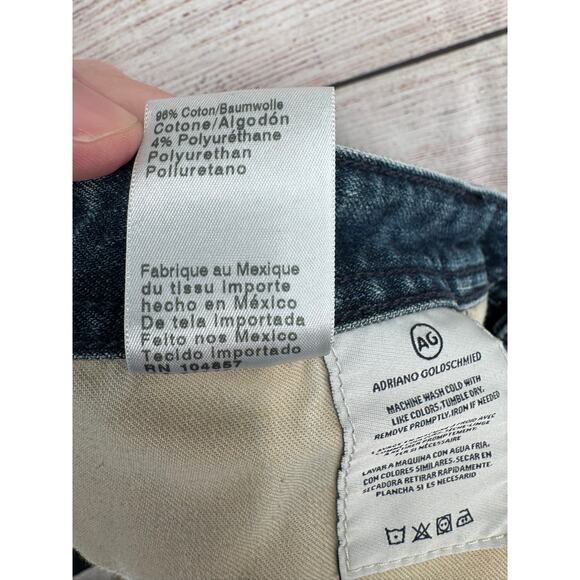 96% Coton/Baumwolle
Cotone/Algodón
4% Polyuréthane
Polyurethan
Poliuretano
Fabrique au Mexique
du tissu importe
hecho en México
De tela importada
Feito nos Mexico
Tecido Importado
RN 104857
AG
ADRIANO GOLDSCHMIED
MACHINE WASH COLD WITH
LIKE COLORS, TUMBLE DRY.
REMOVE PROMPTLY. IRON IF NEEDED
PROMPTEMENT.
SI NÉCESSAIRE
LAVAR A MAQUINA CON AGUA FRIA.
CON COLORES SIMILARES. SECAR EN
SECADORA RETIRAR RAPIDAMENTE.
PLANCHA SI ES NECESARIO